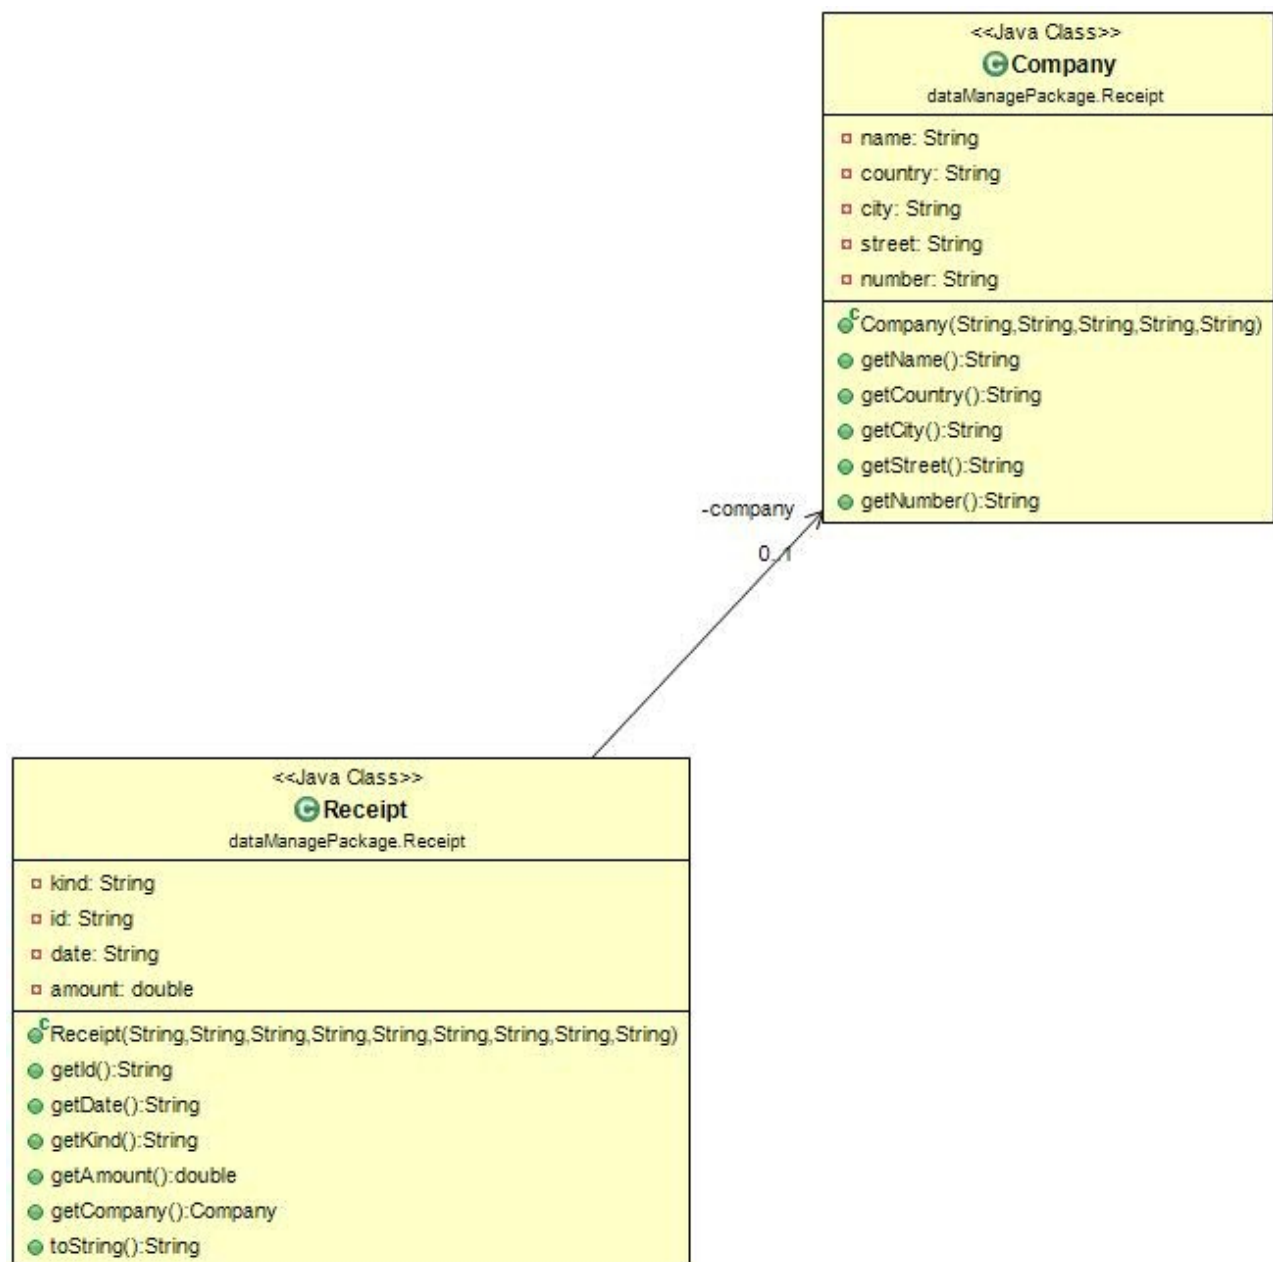 <<Java Class>>
Company
dataManagePackage.Receipt
name: String
country: String
city: String
street: String
number: String
Company(String,String,String,String,String)
getName():String
getCountry():String
getCity():String
getStreet():String
getNumber():String
-company
0..1
<<Java Class>>
Receipt
dataManagePackage.Receipt
kind: String
id: String
date: String
amount: double
Receipt(String,String,String,String,String,String,String,String,String)
getId():String
getDate():String
getKind():String
getAmount():double
getCompany():Company
toString():String